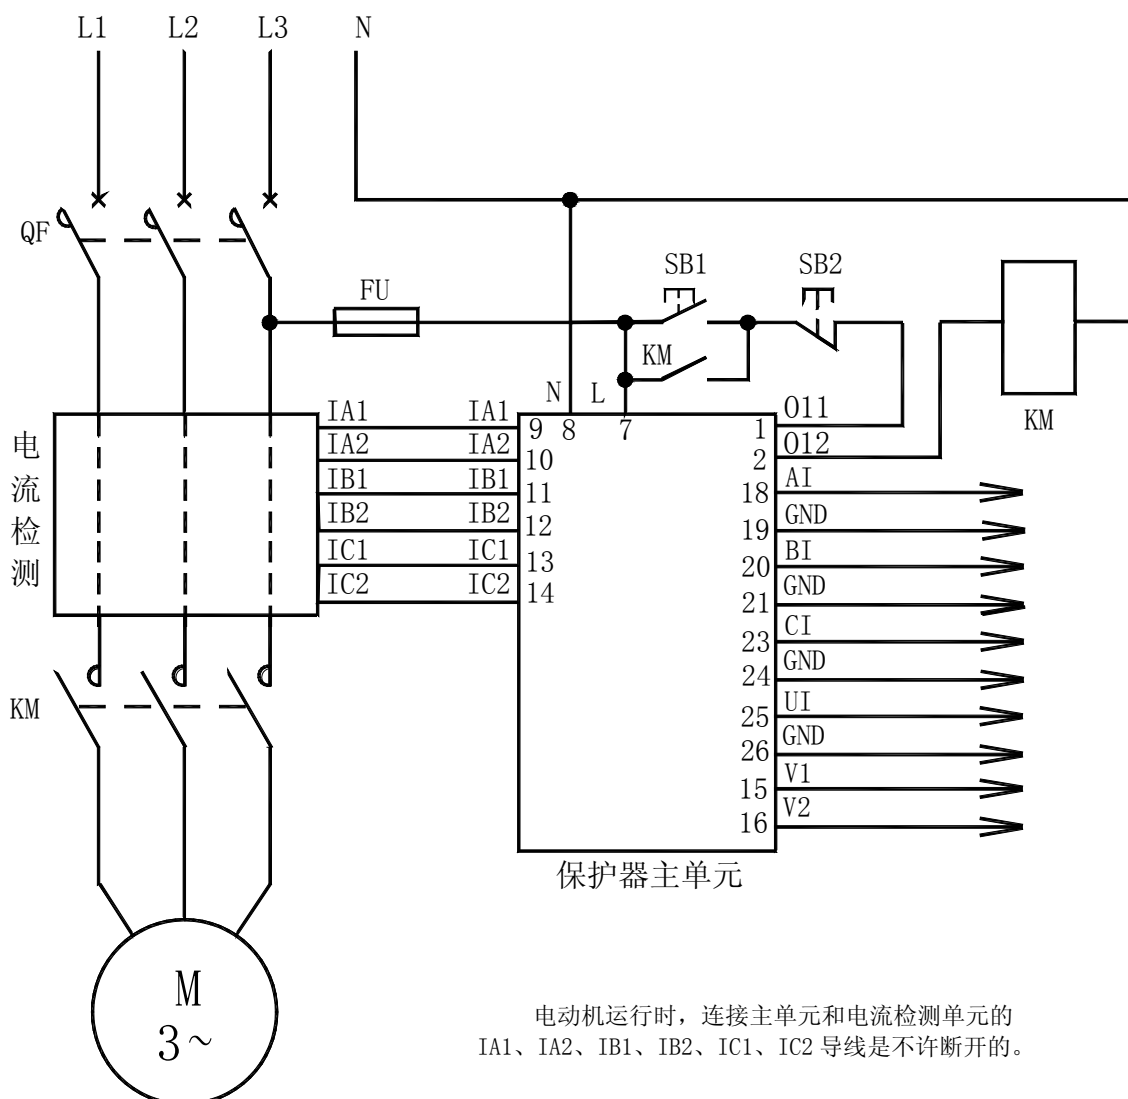 L1 L2 L3 N
QF
FU
SB1 SB2
KM
KM
N L
电流检测
IA1 IA1 9 8 7 1 O11
IA2 IA2 10 2 O12
IB1 IB1 11 18 AI
IB2 IB2 12 19 GND
IC1 IC1 13 20 BI
IC2 IC2 14 21 GND
23 CI
24 GND
KM
25 UI
26 GND
15 V1
16 V2
保护器主单元
M
3~
电动机运行时，连接主单元和电流检测单元的
IA1、IA2、IB1、IB2、IC1、IC2 导线是不许断开的。